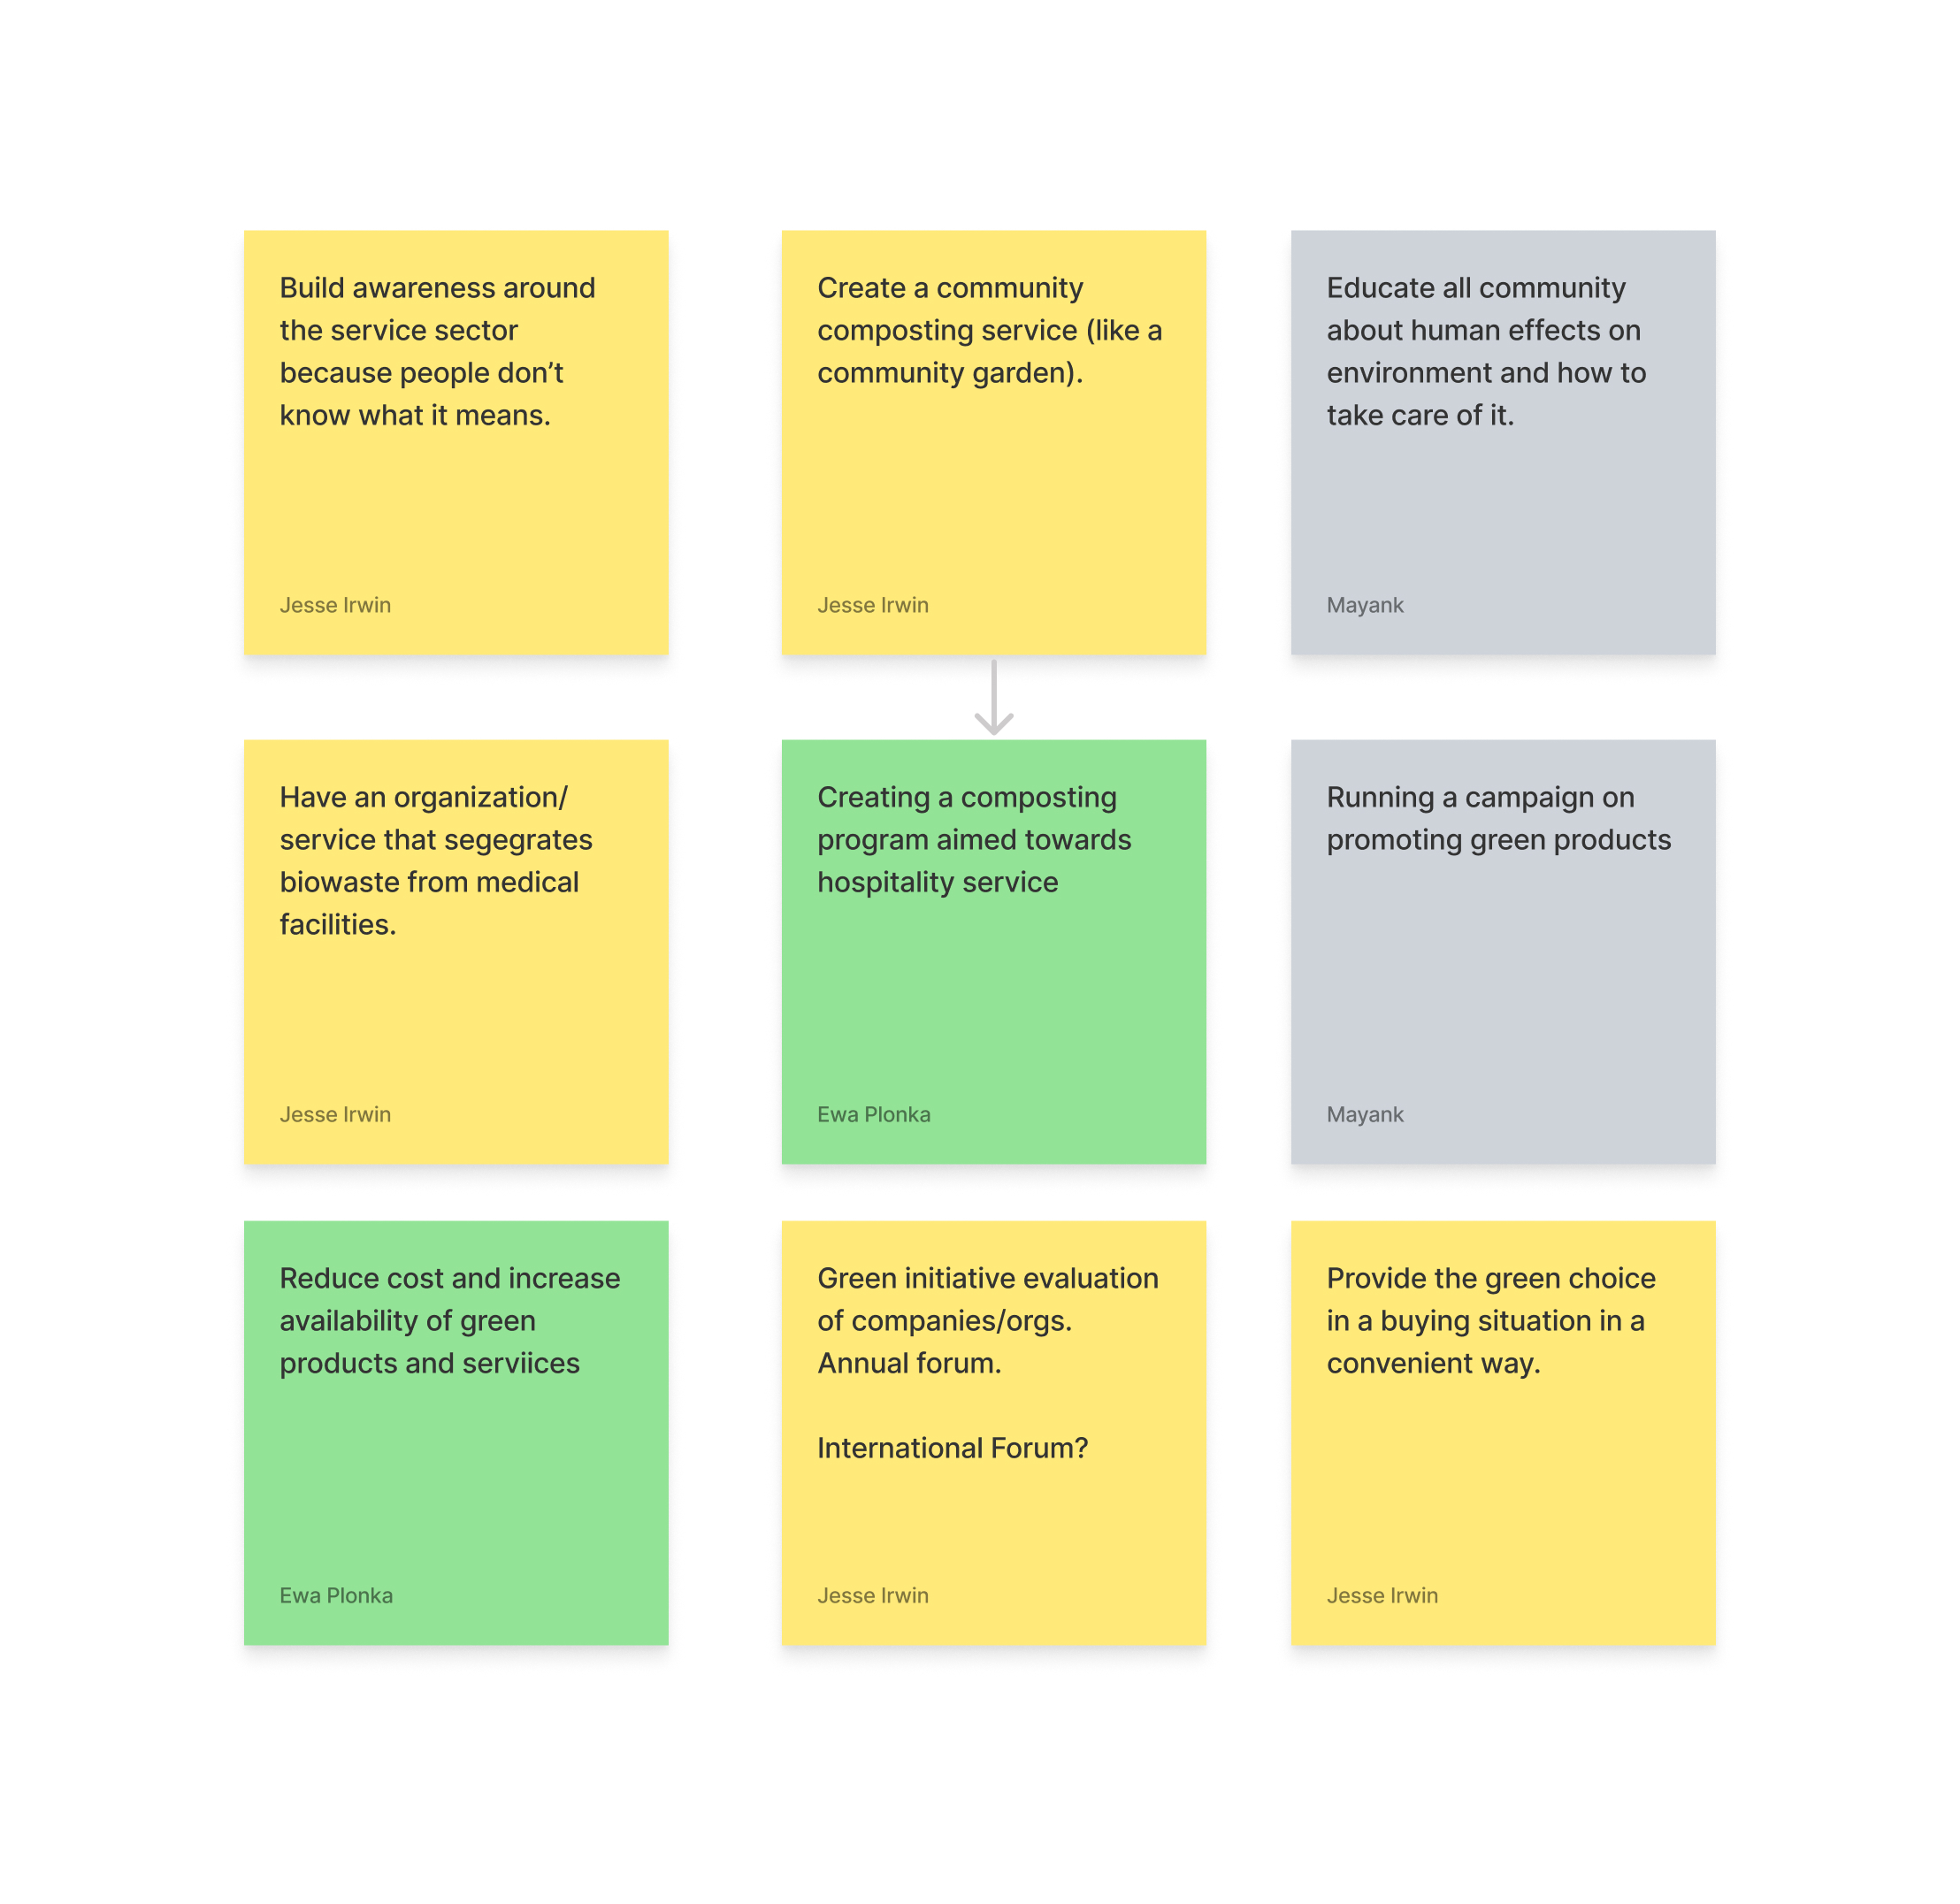 Build awareness around
the service sector
because people don’t
know what it means.
Jesse Irwin
Create a community
composting service (like a
community garden).
Jesse Irwin
Educate all community
about human effects on
environment and how to
take care of it.
Mayank
Have an organization/
service that segegrates
biowaste from medical
facilities.
Jesse Irwin
Creating a composting
program aimed towards
hospitality service
Ewa Plonka
Running a campaign on
promoting green products
Mayank
Reduce cost and increase
availability of green
products and serviices
Ewa Plonka
Green initiative evaluation
of companies/orgs.
Annual forum.
International Forum?
Jesse Irwin
Provide the green choice
in a buying situation in a
convenient way.
Jesse Irwin